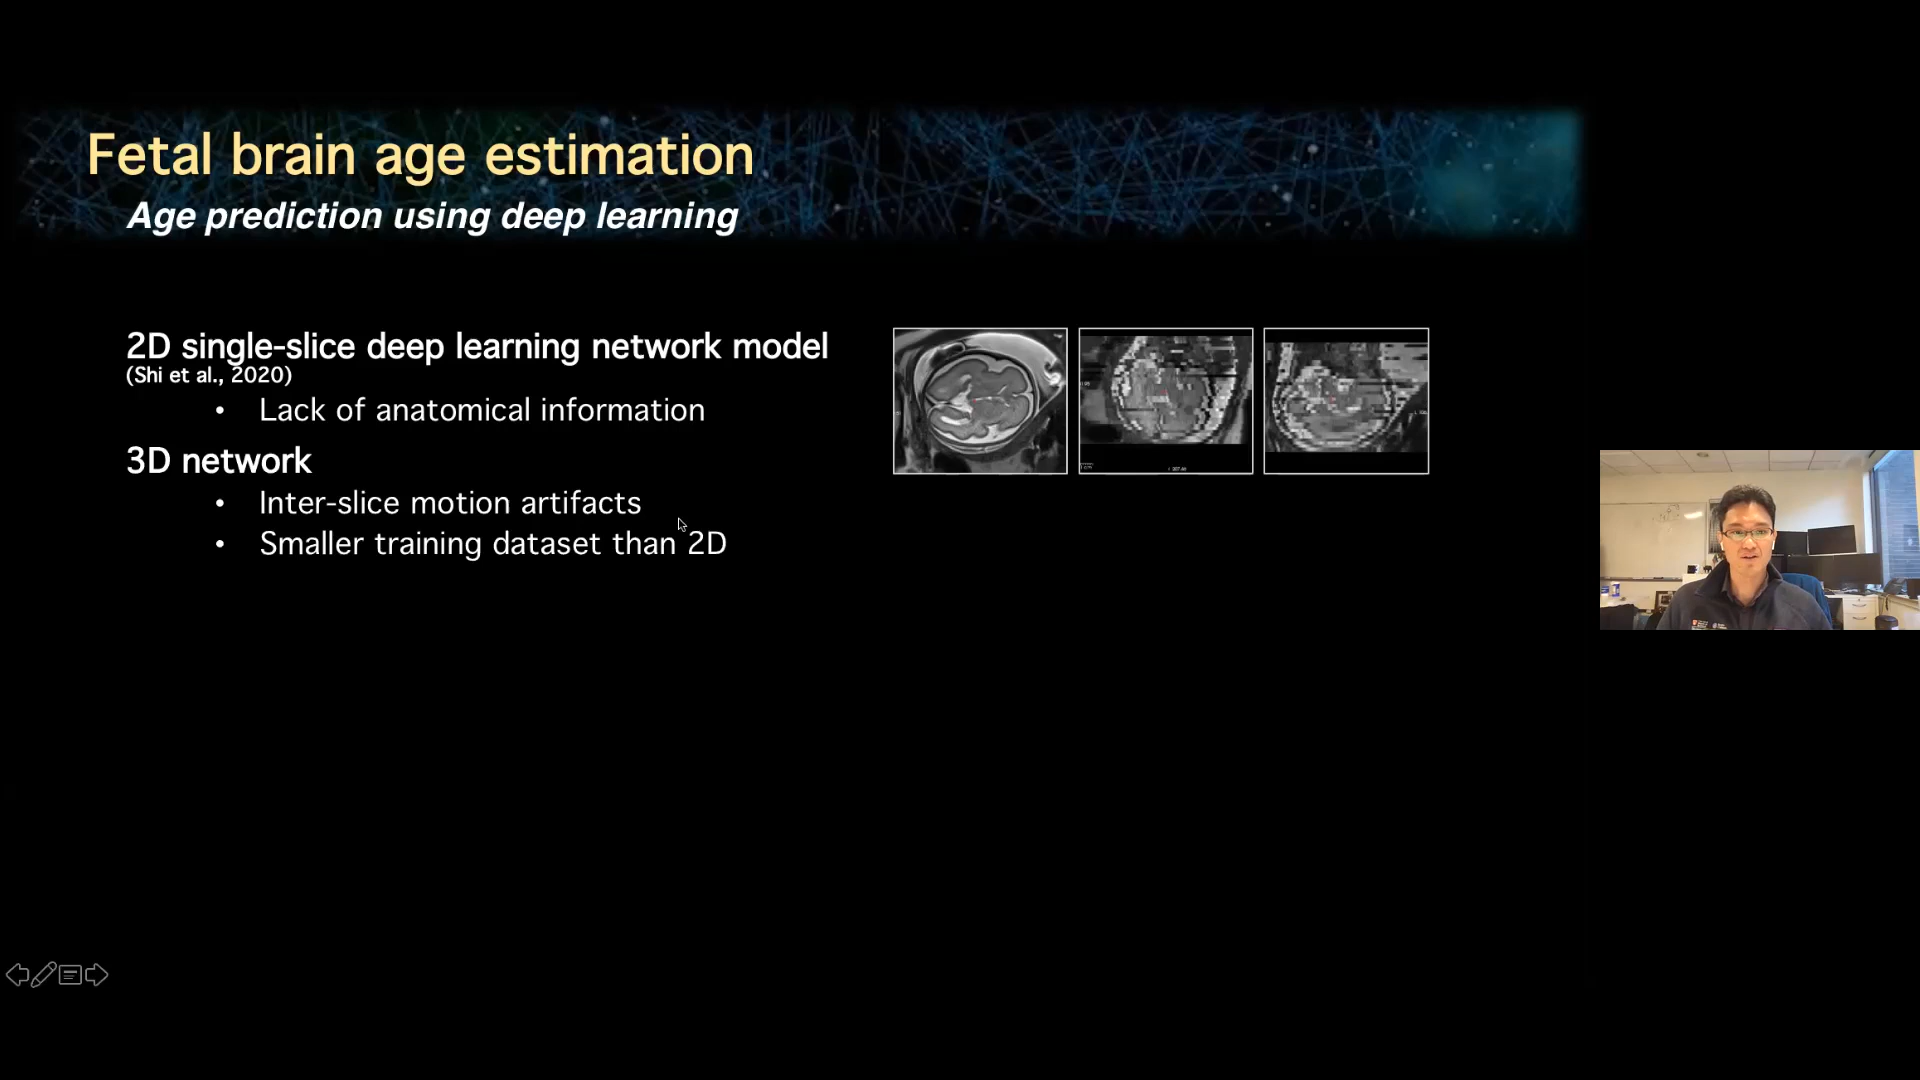 Fetal brain age estimation
Age prediction using deep learning
2D single-slice deep learning network model
(Shi et al., 2020)
• Lack of anatomical information
3D network
• Inter-slice motion artifacts
• Smaller training dataset than 2D